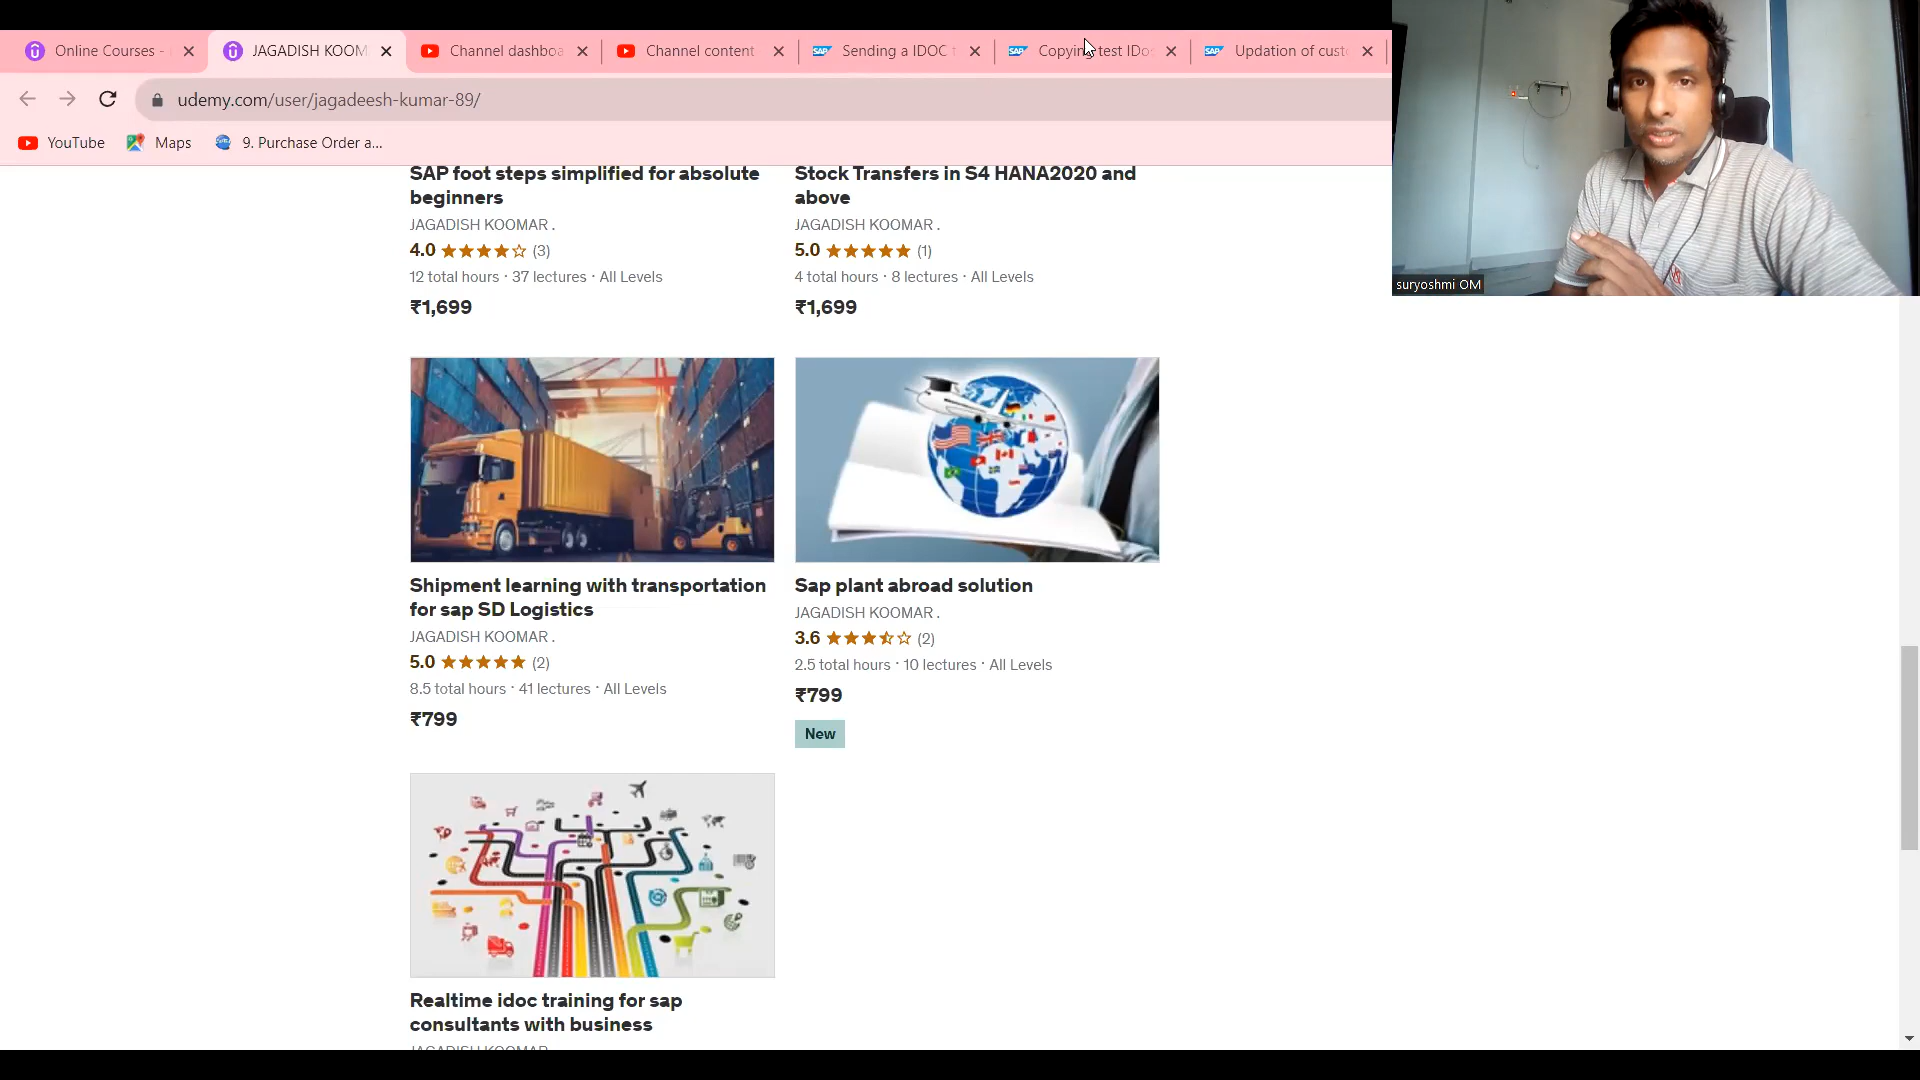 Online Courses -
JAGADISH KOOM
Channel dashboa
Channel content
SAP
Sending a IDOC t
SAP
Copying test IDo
SAP
Updation of cust
udemy.com/user/jagadeesh-kumar-89/
YouTube
Maps
9. Purchase Order a...
suryoshmi OM
SAP foot steps simplified for absolute
beginners
JAGADISH KOOMAR .
4.0 (3)
12 total hours · 37 lectures · All Levels
₹1,699
Stock Transfers in S4 HANA2020 and
above
JAGADISH KOOMAR .
5.0 (1)
4 total hours · 8 lectures · All Levels
₹1,699
Shipment learning with transportation
for sap SD Logistics
JAGADISH KOOMAR .
5.0 (2)
8.5 total hours · 41 lectures · All Levels
₹799
Sap plant abroad solution
JAGADISH KOOMAR .
3.6 (2)
2.5 total hours · 10 lectures · All Levels
₹799
New
Realtime idoc training for sap
consultants with business
JAGADISH KOOMAR